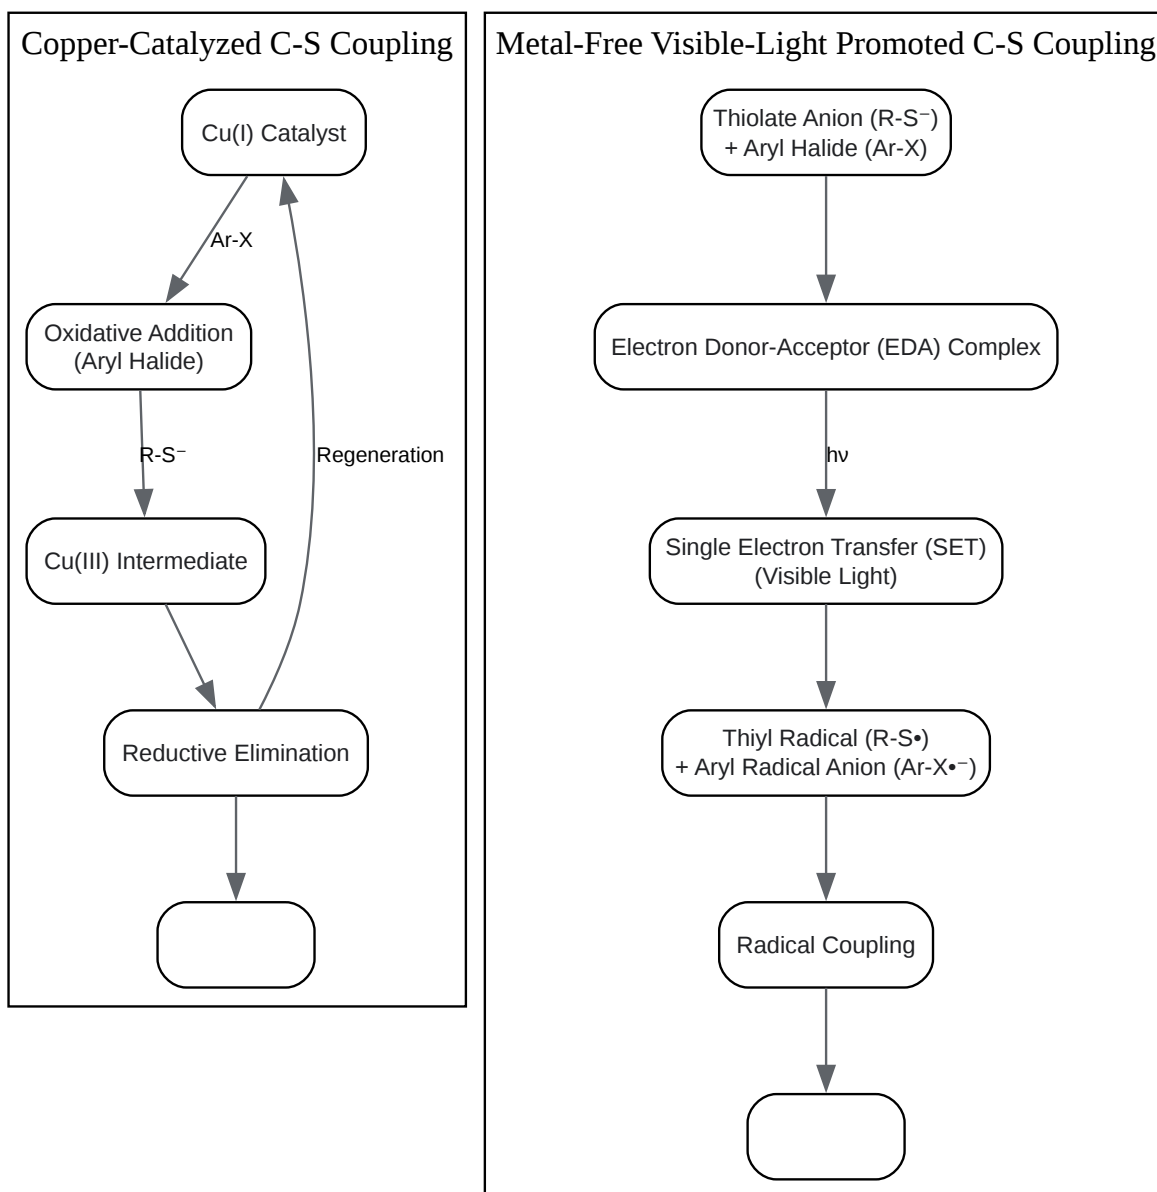 Copper-Catalyzed C-S Coupling
Cu(I) Catalyst
Ar-X
Oxidative Addition
(Aryl Halide)
R-S⁻
Regeneration
Cu(III) Intermediate
Reductive Elimination
Metal-Free Visible-Light Promoted C-S Coupling
Thiolate Anion (R-S⁻)
+ Aryl Halide (Ar-X)
Electron Donor-Acceptor (EDA) Complex
hν
Single Electron Transfer (SET)
(Visible Light)
Thiyl Radical (R-S•)
+ Aryl Radical Anion (Ar-X•⁻)
Radical Coupling